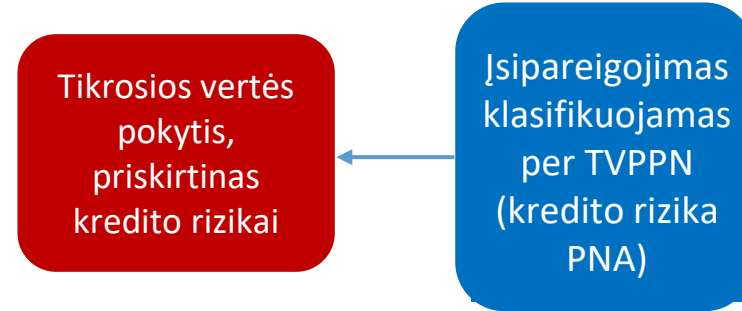 Tikrosios vertės
pokytis,
priskirtinas
kredito rizikai
Įsipareigojimas
klasifikuojamas
per TVPPN
(kredito rizika
PNA)